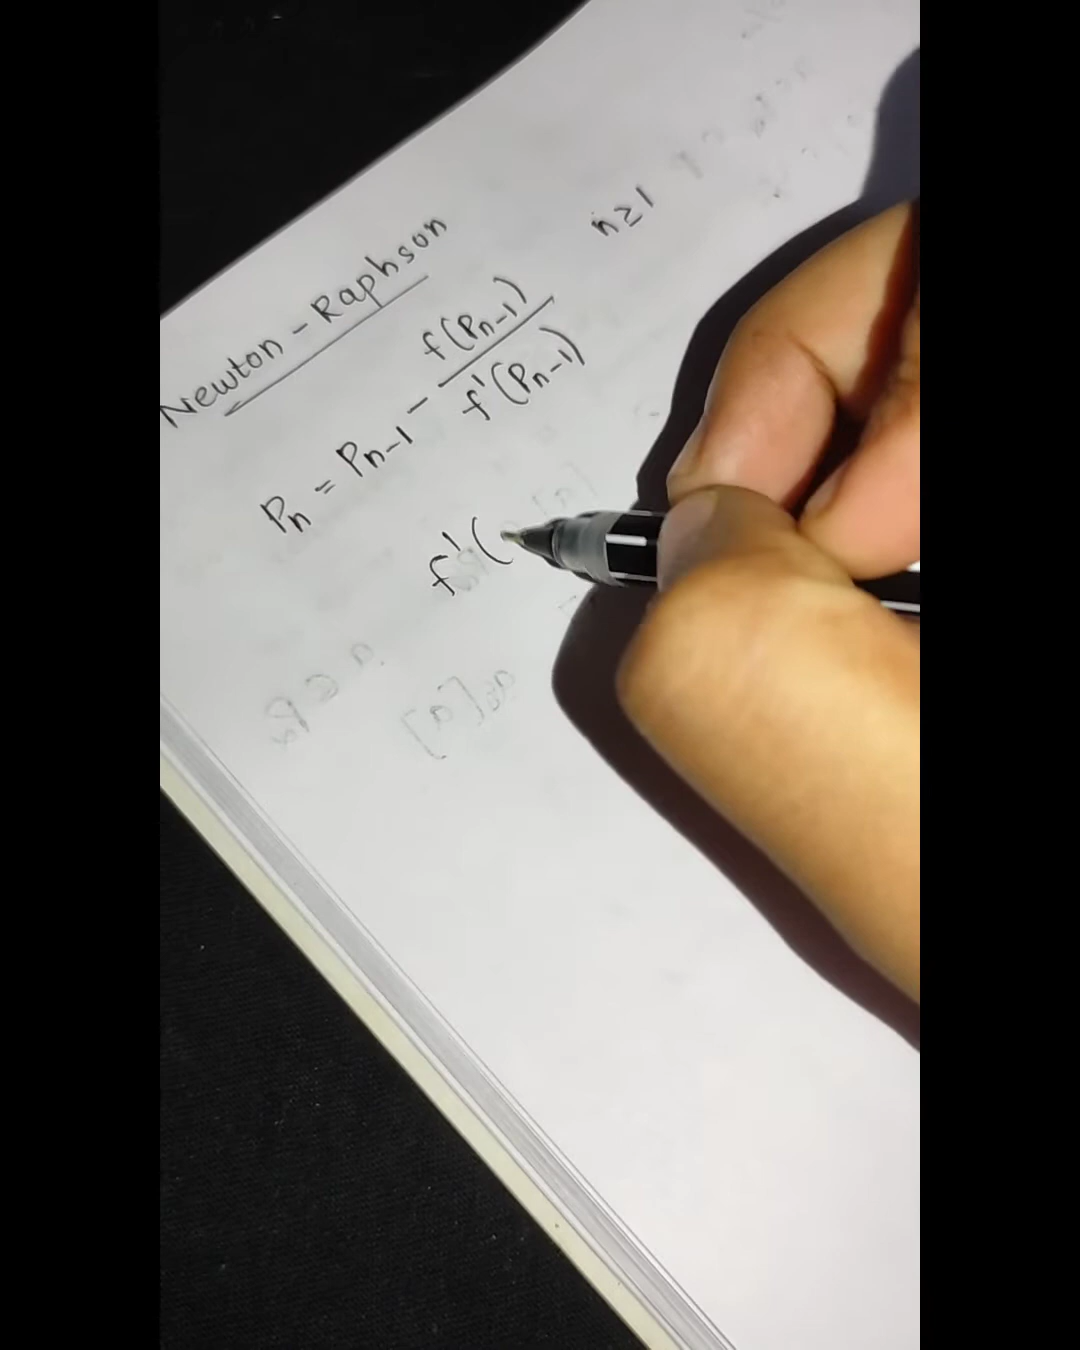 Newton - Raphson
Pn = Pn-1 - f(Pn-1) / f'(Pn-1) n ≥ 1
f'(